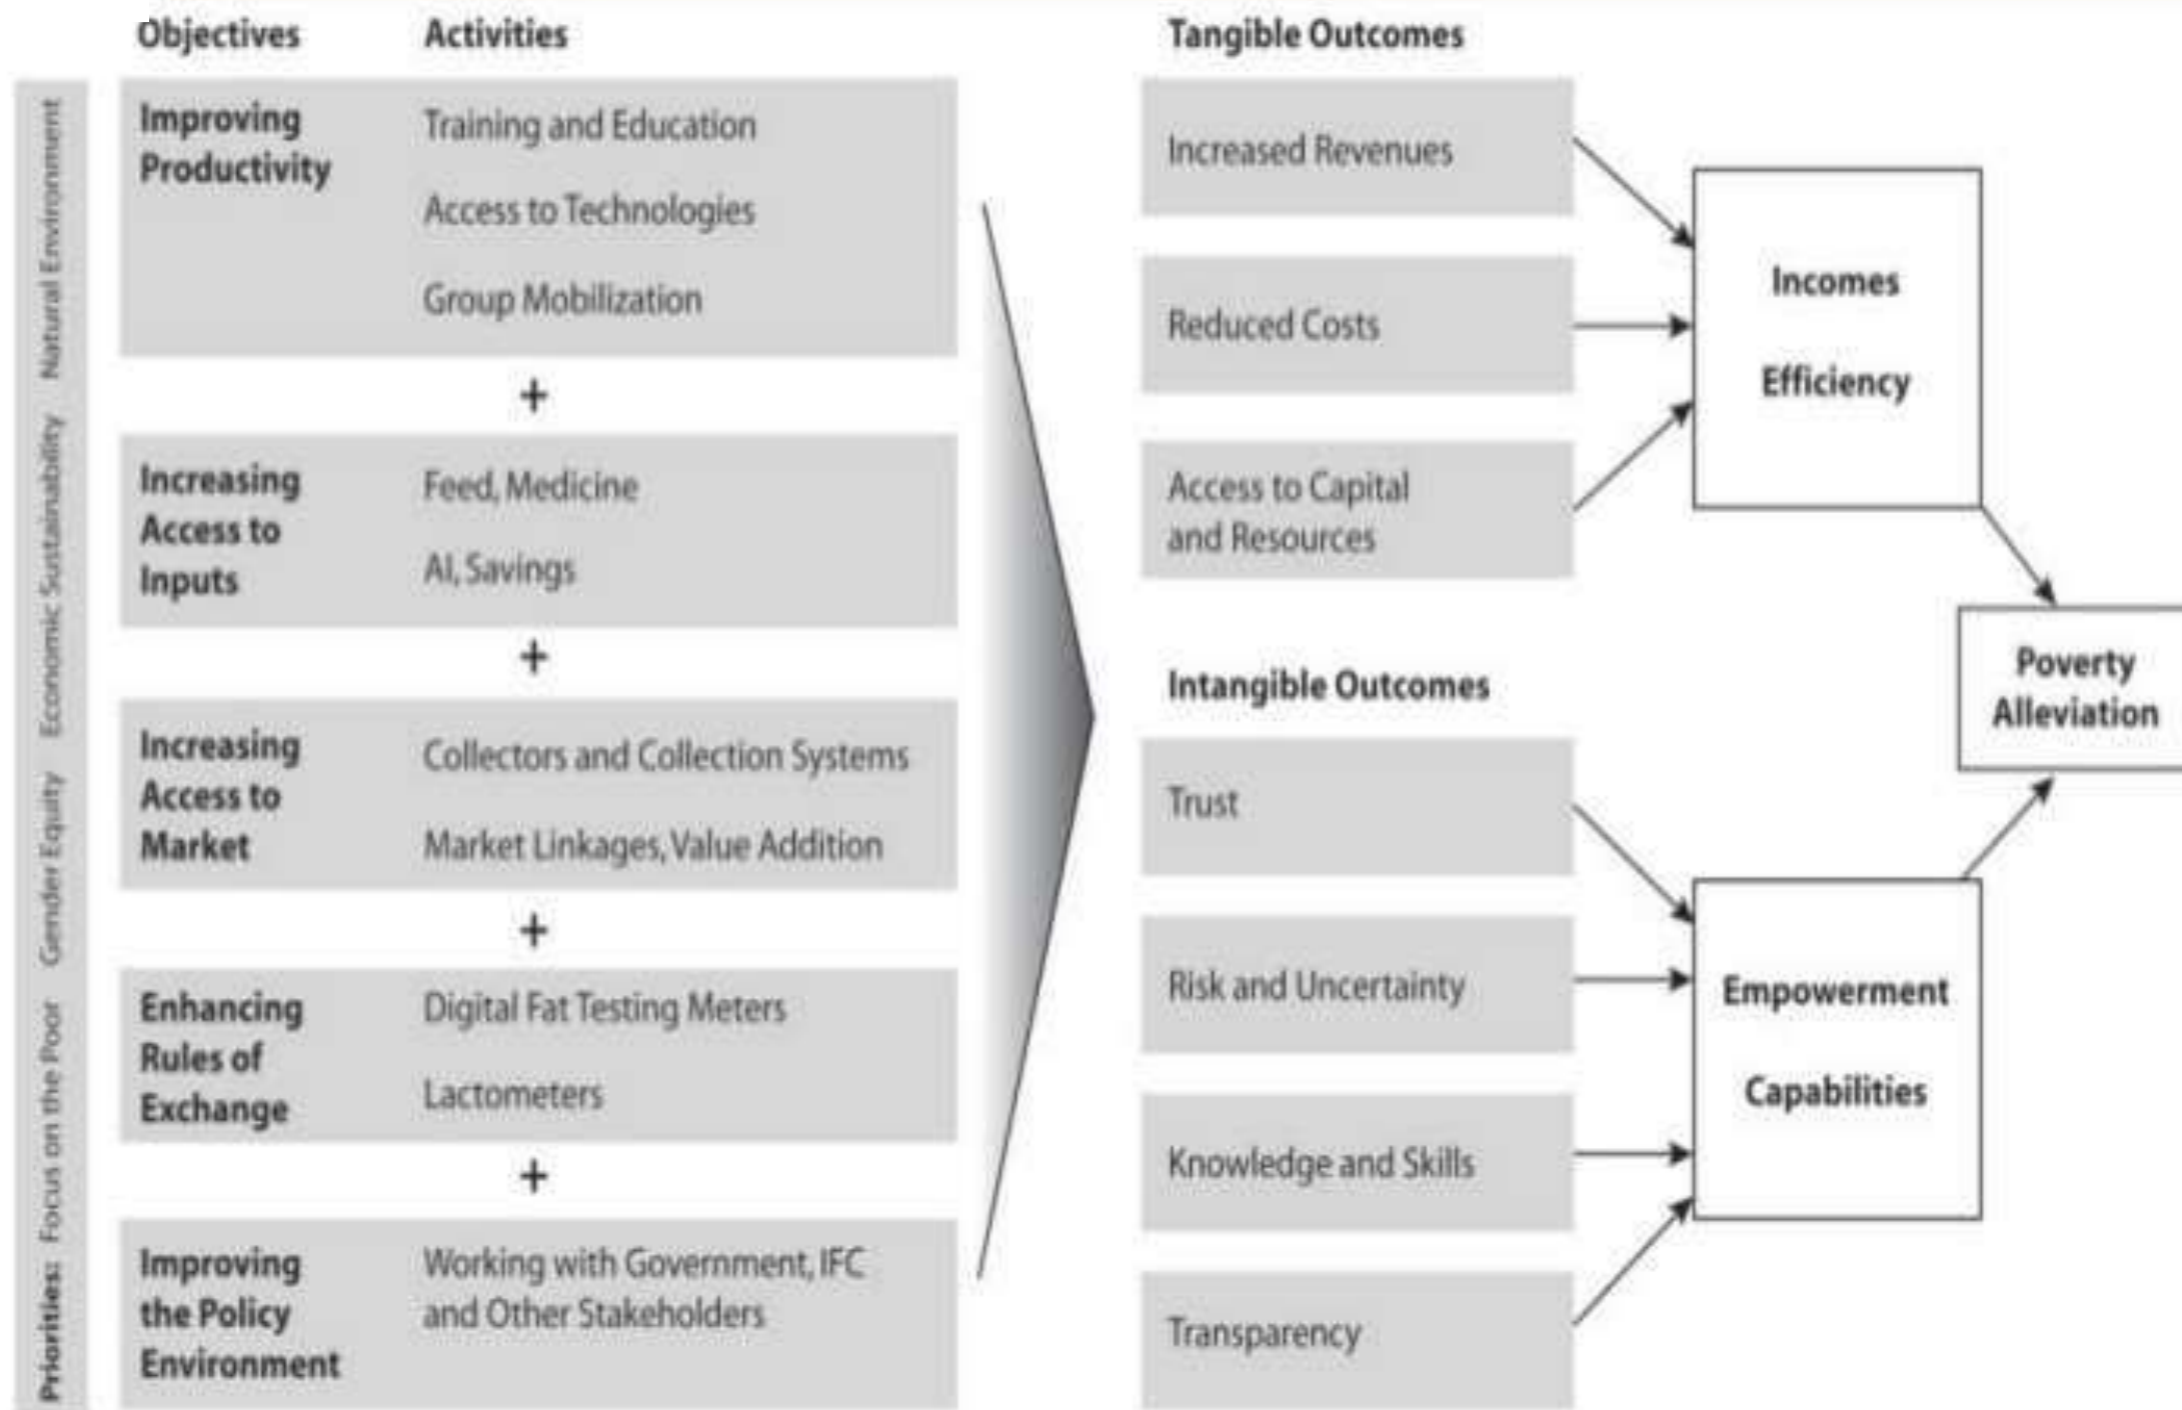 Objectives
Activities
Tangible Outcomes
Priorities: Focus on the Poor Gender Equity Economic Sustainability Natural Environment
Improving
Productivity
Training and Education
Access to Technologies
Group Mobilization
+
Increasing
Access to
Inputs
Feed, Medicine
AI, Savings
+
Increasing
Access to
Market
Collectors and Collection Systems
Market Linkages, Value Addition
+
Enhancing
Rules of
Exchange
Digital Fat Testing Meters
Lactometers
+
Improving
the Policy
Environment
Working with Government, IFC
and Other Stakeholders
Increased Revenues
Reduced Costs
Access to Capital
and Resources
Incomes
Efficiency
Intangible Outcomes
Trust
Risk and Uncertainty
Knowledge and Skills
Transparency
Empowerment
Capabilities
Poverty
Alleviation